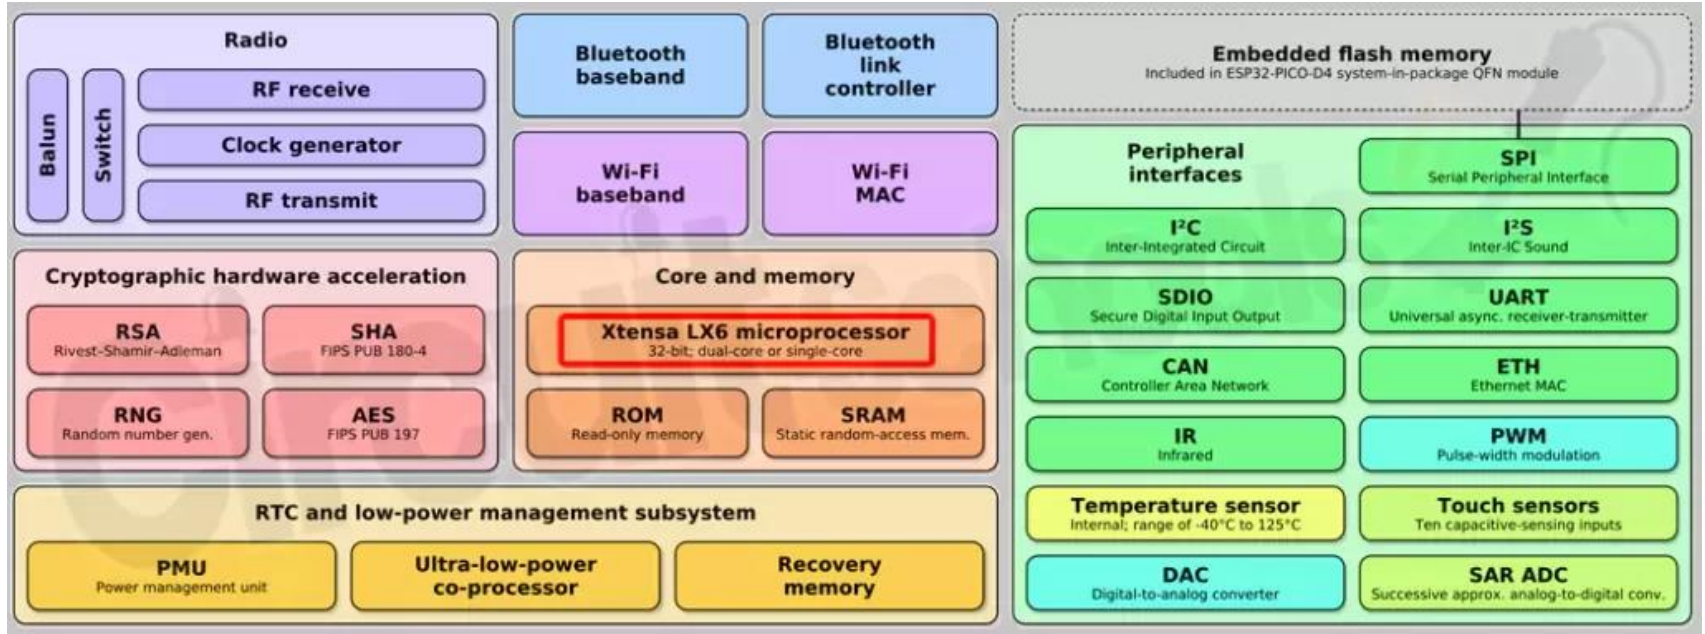 Radio
Balun
Switch
RF receive
Clock generator
RF transmit
Bluetooth
baseband
Bluetooth
link
controller
Wi-Fi
baseband
Wi-Fi
MAC
Embedded flash memory
Included in ESP32-PICO-D4 system-in-package QFN module
Cryptographic hardware acceleration
RSA
Rivest-Shamir-Adleman
SHA
FIPS PUB 180-4
RNG
Random number gen.
AES
FIPS PUB 197
Core and memory
Xtensa LX6 microprocessor
32-bit; dual-core or single-core
ROM
Read-only memory
SRAM
Static random-access mem.
RTC and low-power management subsystem
PMU
Power management unit
Ultra-low-power
co-processor
Recovery
memory
Peripheral
interfaces
SPI
Serial Peripheral Interface
I²C
Inter-Integrated Circuit
I²S
Inter-IC Sound
SDIO
Secure Digital Input Output
UART
Universal async. receiver-transmitter
CAN
Controller Area Network
ETH
Ethernet MAC
IR
Infrared
PWM
Pulse-width modulation
Temperature sensor
Internal; range of -40°C to 125°C
Touch sensors
Ten capacitive-sensing inputs
DAC
Digital-to-analog converter
SAR ADC
Successive approx. analog-to-digital conv.